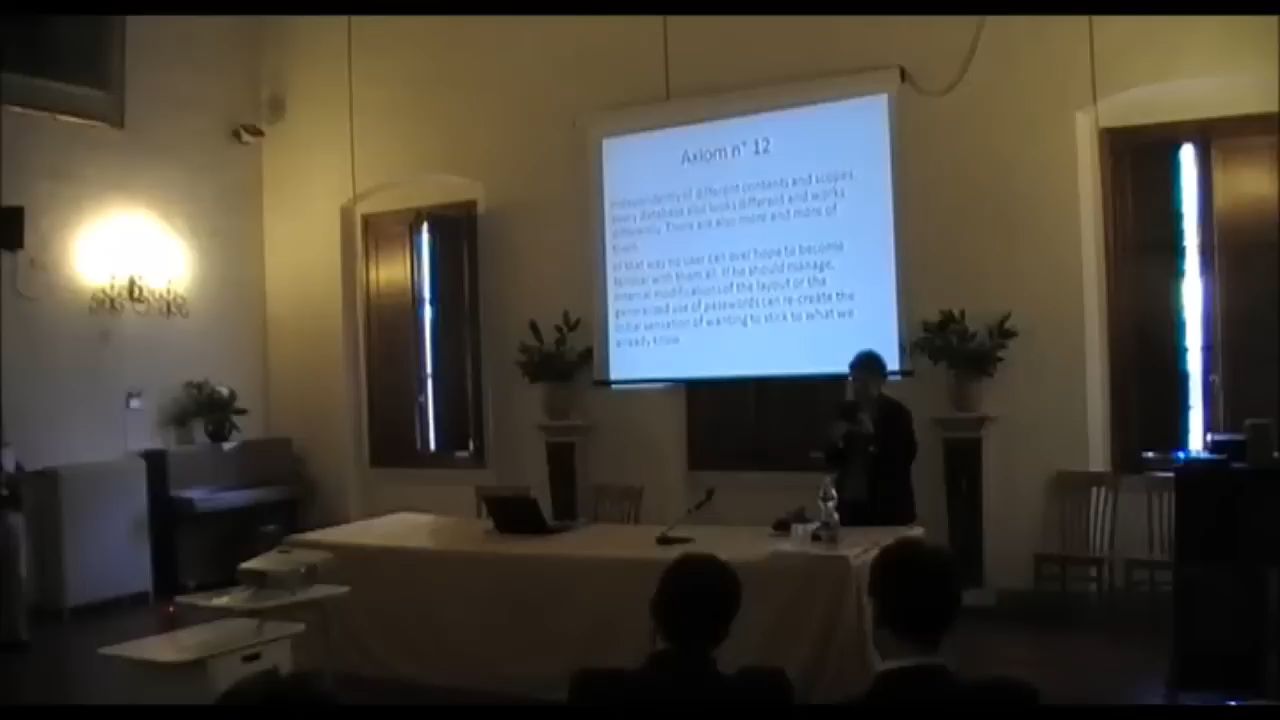 Axiom n° 12
Independently of different contents and scopes,
every database also looks different and works
differently. There are also more and more of
them.
In that way no user can ever hope to become
familiar with them all. If he should manage,
internal modifications of the layout or the
generalized use of passwords can re-create the
initial sensation of wanting to stick to what we
already know.